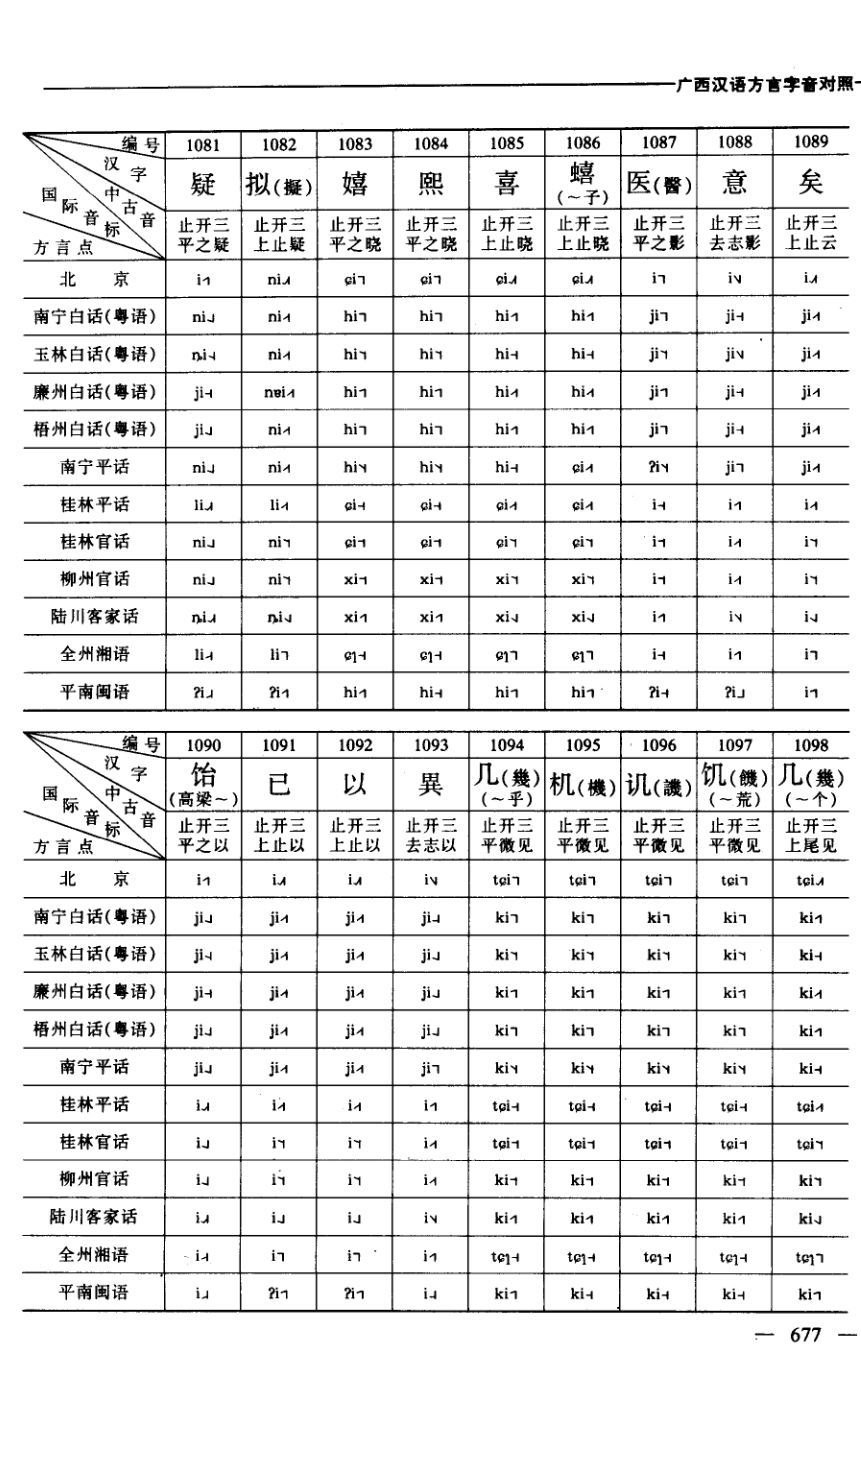 广西汉语方言字音对照
编号 1081 1082 1083 1084 1085 1086 1087 1088 1089
汉字 疑 拟(擬) 嬉 熙 喜 蟢(~子) 医(醫) 意 矣
国际音标 中古音 止开三 止开三 止开三 止开三 止开三 止开三 止开三 止开三 止开三
方言点 平之疑 上止疑 平之晓 平之晓 上止晓 上止晓 平之影 去志影 上止云
北京 i ni ɕi ɕi ɕi ɕi i i i
南宁白话(粤语) ni ni hi hi hi hi ji ji ji
玉林白话(粤语) ȵi ni hi hi hi hi ji ji ji
廉州白话(粤语) ji nɐi hi hi hi hi ji ji ji
梧州白话(粤语) ji ni hi hi hi hi ji ji ji
南宁平话 ni ni hi hi hi ɕi ʔi ji ji
桂林平话 li li ɕi ɕi ɕi ɕi i i i
桂林官话 ni ni ɕi ɕi ɕi ɕi i i i
柳州官话 ni ni xi xi xi xi i i i
陆川客家话 ȵi ȵi xi xi xi xi i i i
全州湘语 li li ɕɿ ɕɿ ɕɿ ɕɿ i i i
平南闽语 ʔi ʔi hi hi hi hi ʔi ʔi i
编号 1090 1091 1092 1093 1094 1095 1096 1097 1098
汉字 饴(高粱~) 已 以 異 几(幾)(~乎) 机(機) 讥(譏) 饥(饑)(~荒) 几(幾)(~个)
国际音标 中古音 止开三 止开三 止开三 止开三 止开三 止开三 止开三 止开三 止开三
方言点 平之以 上止以 上止以 去志以 平微见 平微见 平微见 平微见 上尾见
北京 i i i i tɕi tɕi tɕi tɕi tɕi
南宁白话(粤语) ji ji ji ji ki ki ki ki ki
玉林白话(粤语) ji ji ji ji ki ki ki ki ki
廉州白话(粤语) ji ji ji ji ki ki ki ki ki
梧州白话(粤语) ji ji ji ji ki ki ki ki ki
南宁平话 ji ji ji ji ki ki ki ki ki
桂林平话 i i i i tɕi tɕi tɕi tɕi tɕi
桂林官话 i i i i tɕi tɕi tɕi tɕi tɕi
柳州官话 i i i i ki ki ki ki ki
陆川客家话 i i i i ki ki ki ki ki
全州湘语 i i i i tɕɿ tɕɿ tɕɿ tɕɿ tɕɿ
平南闽语 i ʔi ʔi i ki ki ki ki ki
— 677 —